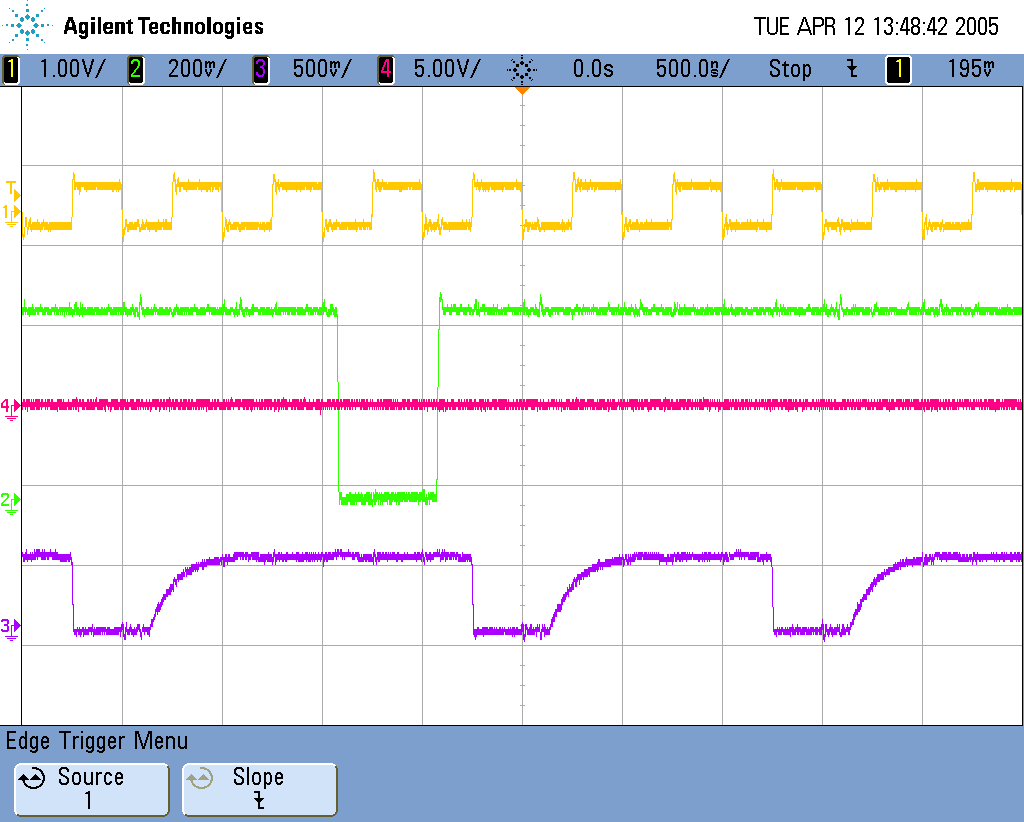 Agilent Technologies TUE APR 12 13:48:42 2005
1 1.00V/ 2 200mV/ 3 500mV/ 4 5.00V/ 0.0s 500.0ns/ Stop 1 195mV
T
1
4
2
3
Edge Trigger Menu
Source Slope
1